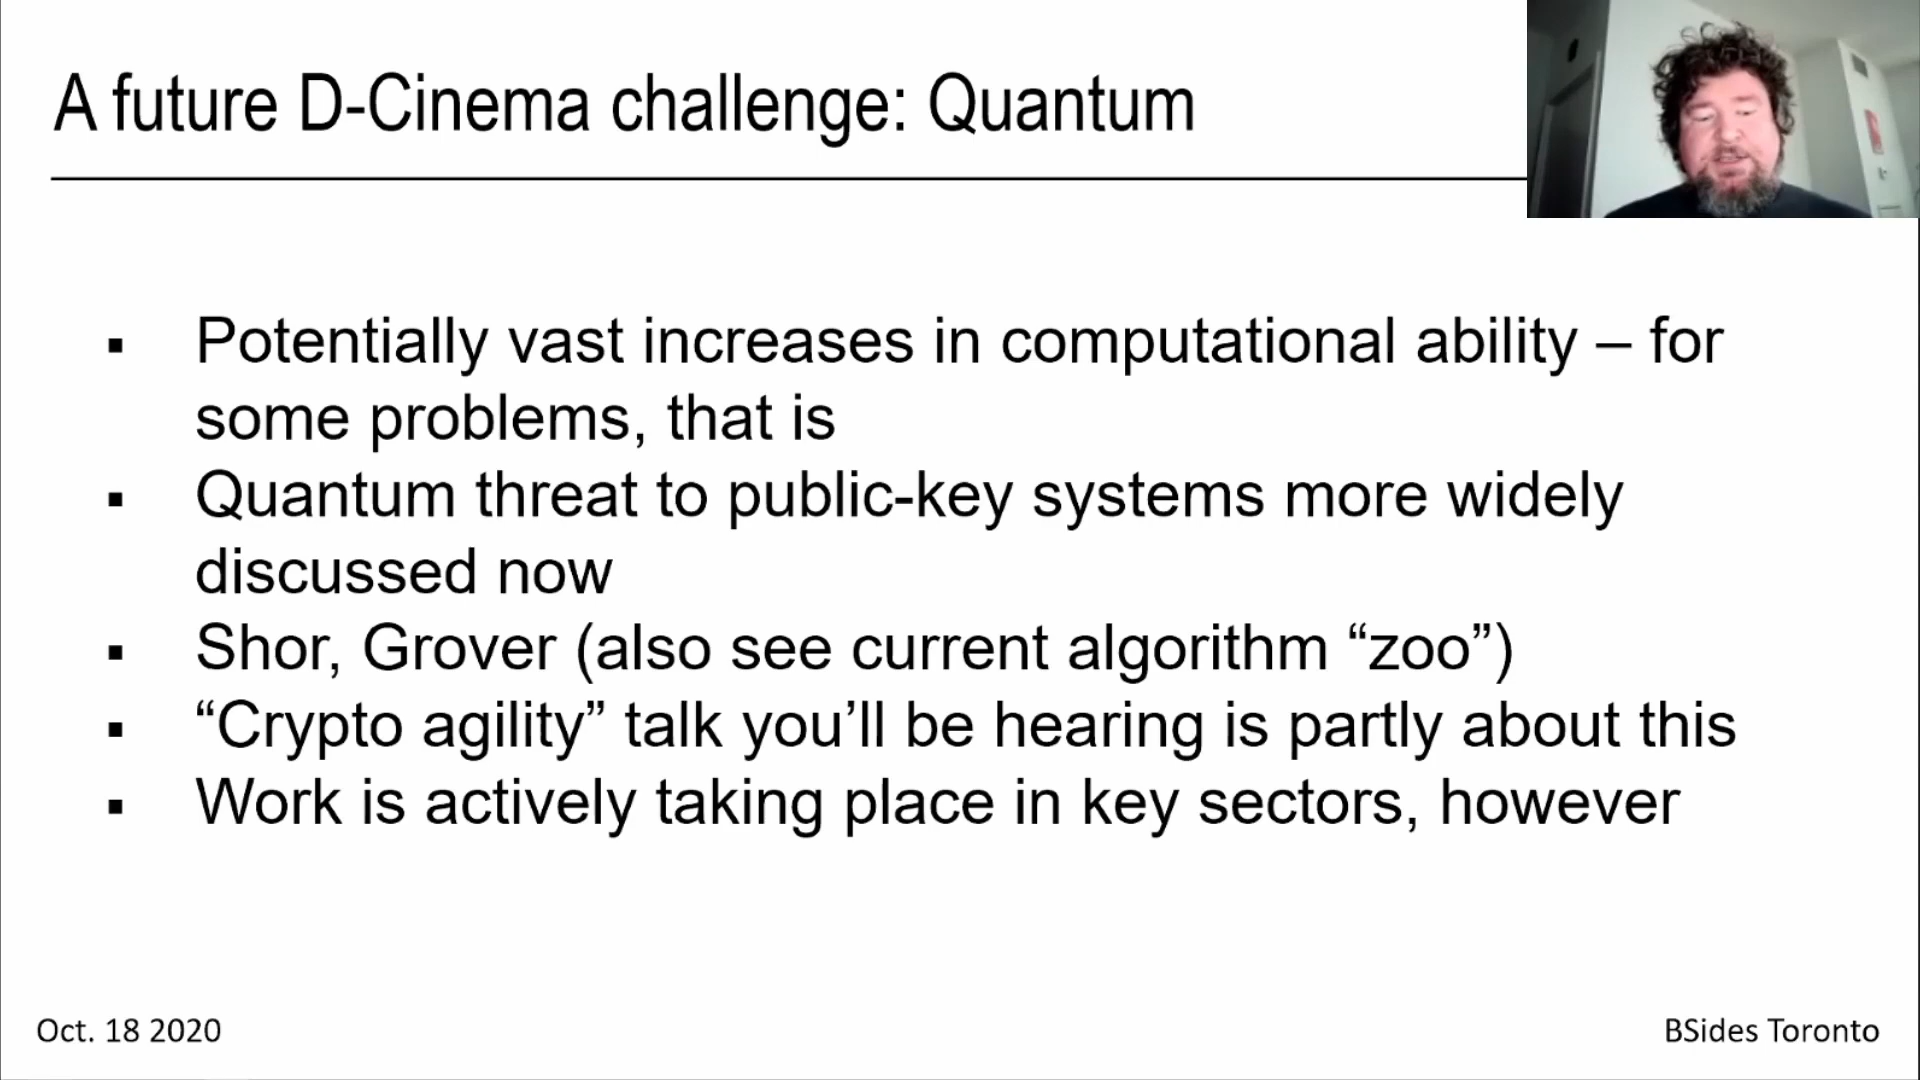 A future D-Cinema challenge: Quantum
▪ Potentially vast increases in computational ability – for
some problems, that is
▪ Quantum threat to public-key systems more widely
discussed now
▪ Shor, Grover (also see current algorithm “zoo”)
▪ “Crypto agility” talk you’ll be hearing is partly about this
▪ Work is actively taking place in key sectors, however
Oct. 18 2020
BSides Toronto